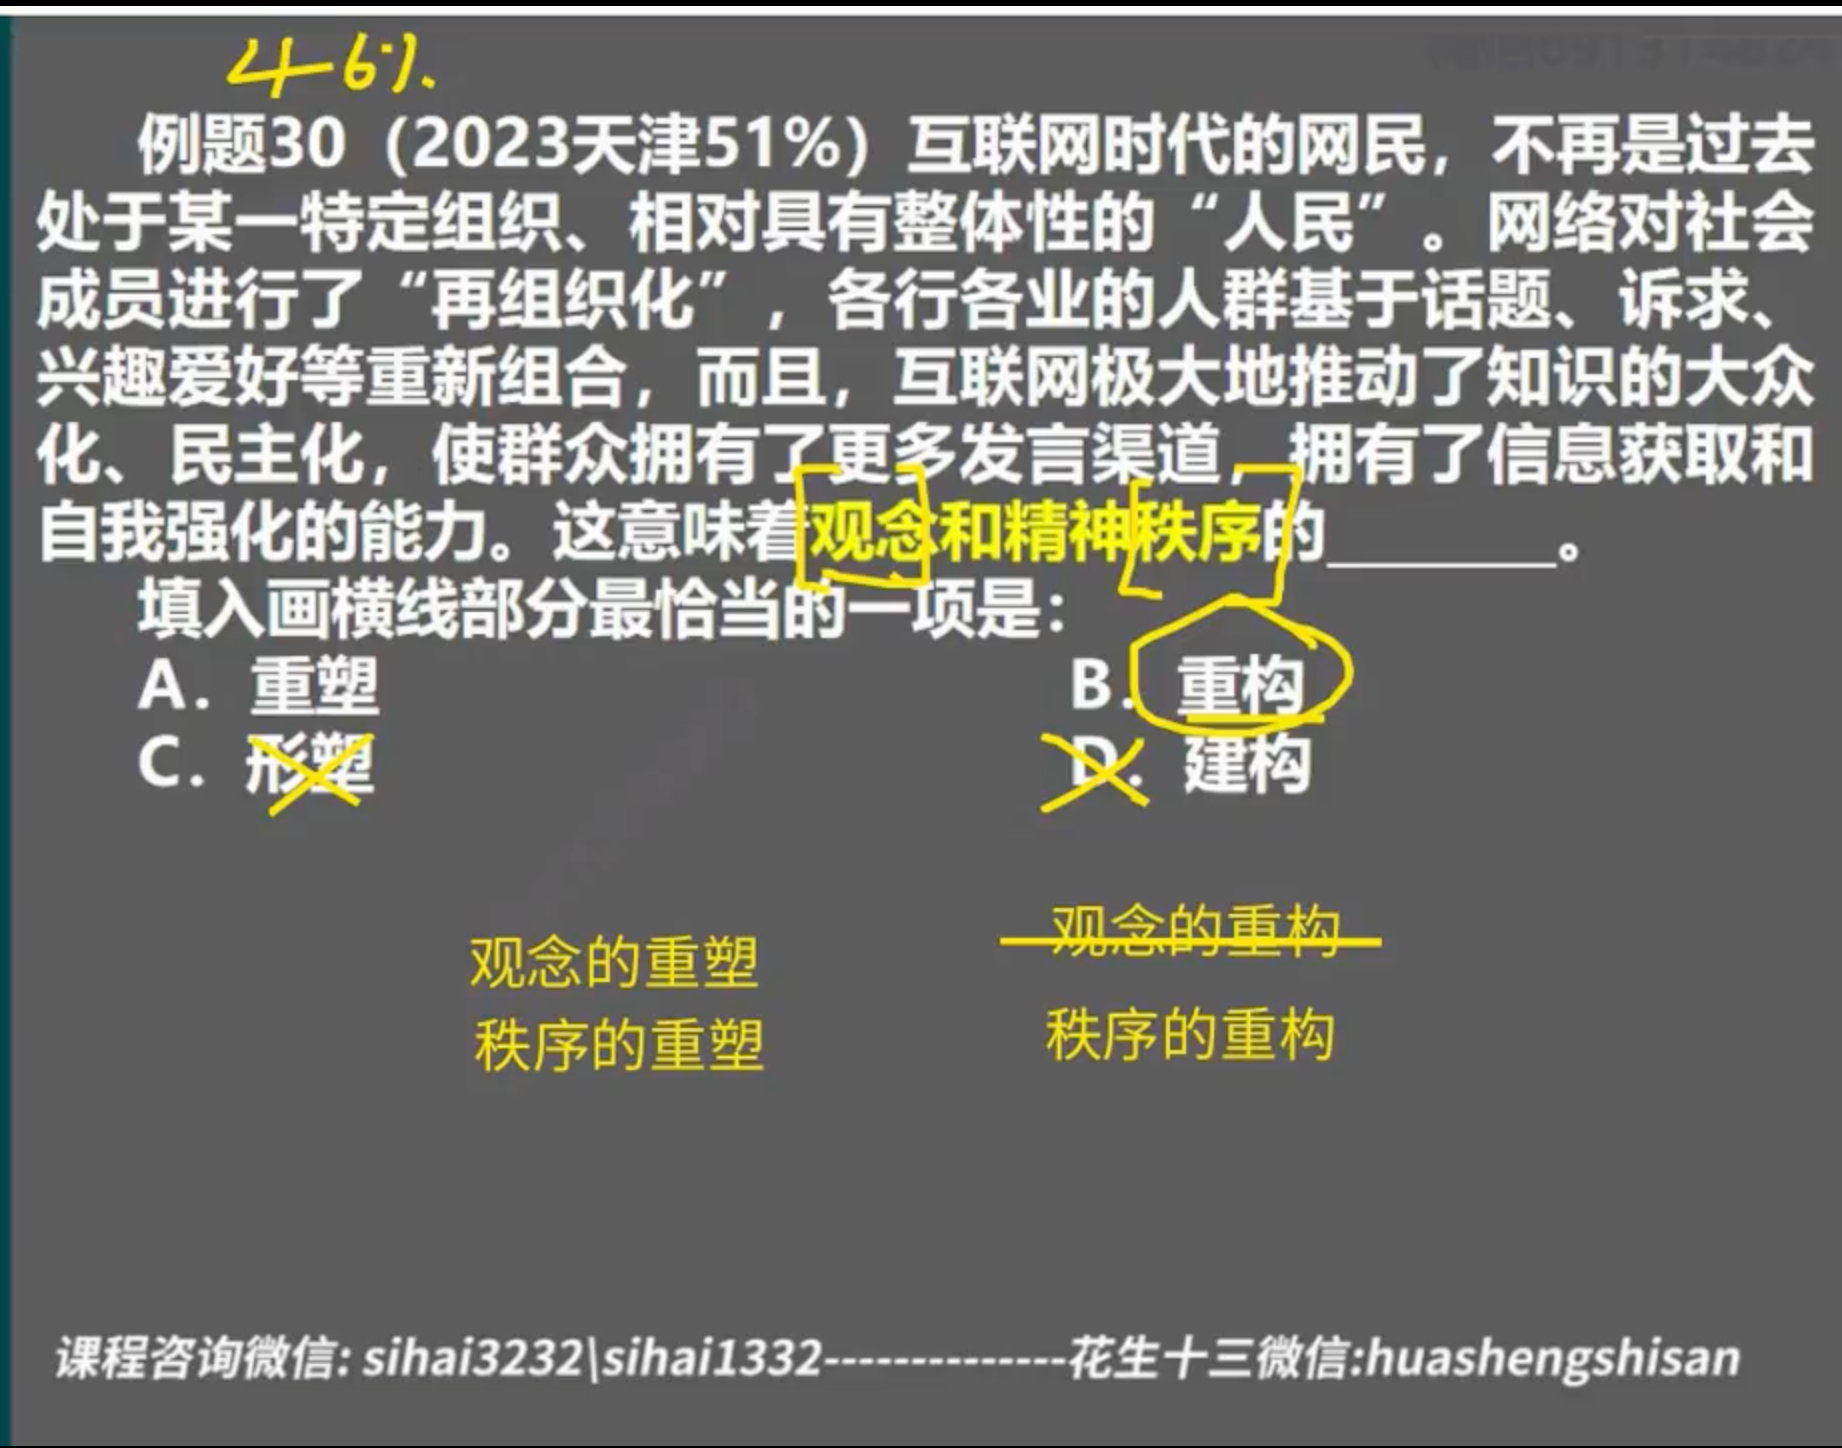 46%.
例题30（2023天津51%）互联网时代的网民，不再是过去
处于某一特定组织、相对具有整体性的“人民”。网络对社会
成员进行了“再组织化”，各行各业的人群基于话题、诉求、
兴趣爱好等重新组合，而且，互联网极大地推动了知识的大众
化、民主化，使群众拥有了更多发言渠道，拥有了信息获取和
自我强化的能力。这意味着观念和精神秩序的________。
填入画横线部分最恰当的一项是：
A. 重塑
B. 重构
C. 形塑
D. 建构
观念的重塑
秩序的重塑
观念的重构
秩序的重构
课程咨询微信: sihai3232\sihai1332--------------花生十三微信:huashengshisan